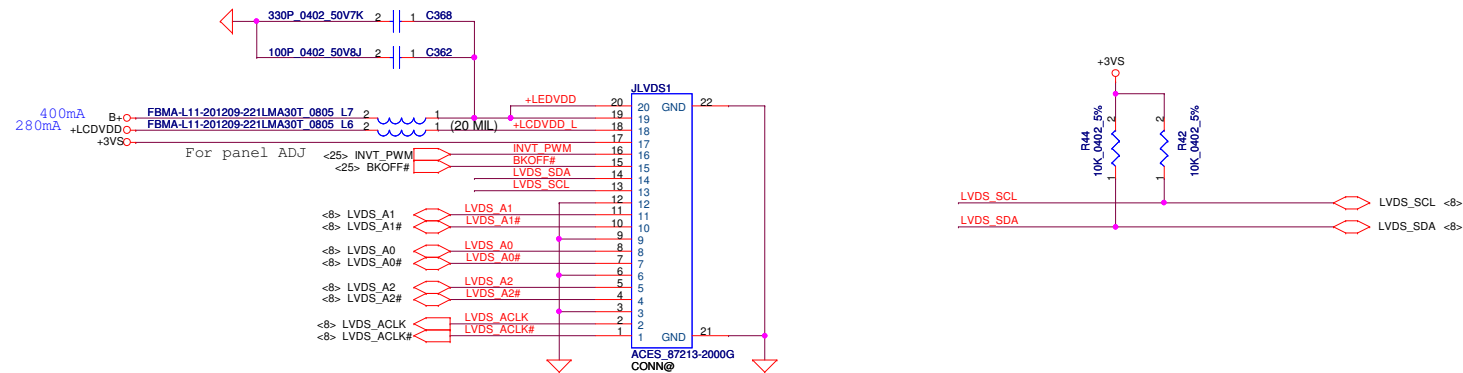 330P_0402_50V7K 2 1 C368
100P_0402_50V8J 2 1 C362
+3VS
JLVDS1
400mA B+ FBMA-L11-201209-221LMA30T_0805 L7 2 1 +LEDVDD 20 20 GND 22
19 19
280mA +LCDVDD FBMA-L11-201209-221LMA30T_0805 L6 2 1 (20 MIL) +LCDVDD_L 18 18
+3VS For panel ADJ 17 17
<25> INVT_PWM INVT_PWM 16 16
<25> BKOFF# BKOFF# 15 15
LVDS_SDA 14 14
LVDS_SCL 13 13
12 12
<8> LVDS_A1 LVDS_A1 11 11
<8> LVDS_A1# LVDS_A1# 10 10
9 9
<8> LVDS_A0 LVDS_A0 8 8
<8> LVDS_A0# LVDS_A0# 7 7
6 6
<8> LVDS_A2 LVDS_A2 5 5
<8> LVDS_A2# LVDS_A2# 4 4
3 3
<8> LVDS_ACLK LVDS_ACLK 2 2
<8> LVDS_ACLK# LVDS_ACLK# 1 1 GND 21
ACES_87213-2000G
CONN@
R44
10K_0402_5%
2
1
R42
10K_0402_5%
2
1
LVDS_SCL LVDS_SCL <8>
LVDS_SDA LVDS_SDA <8>